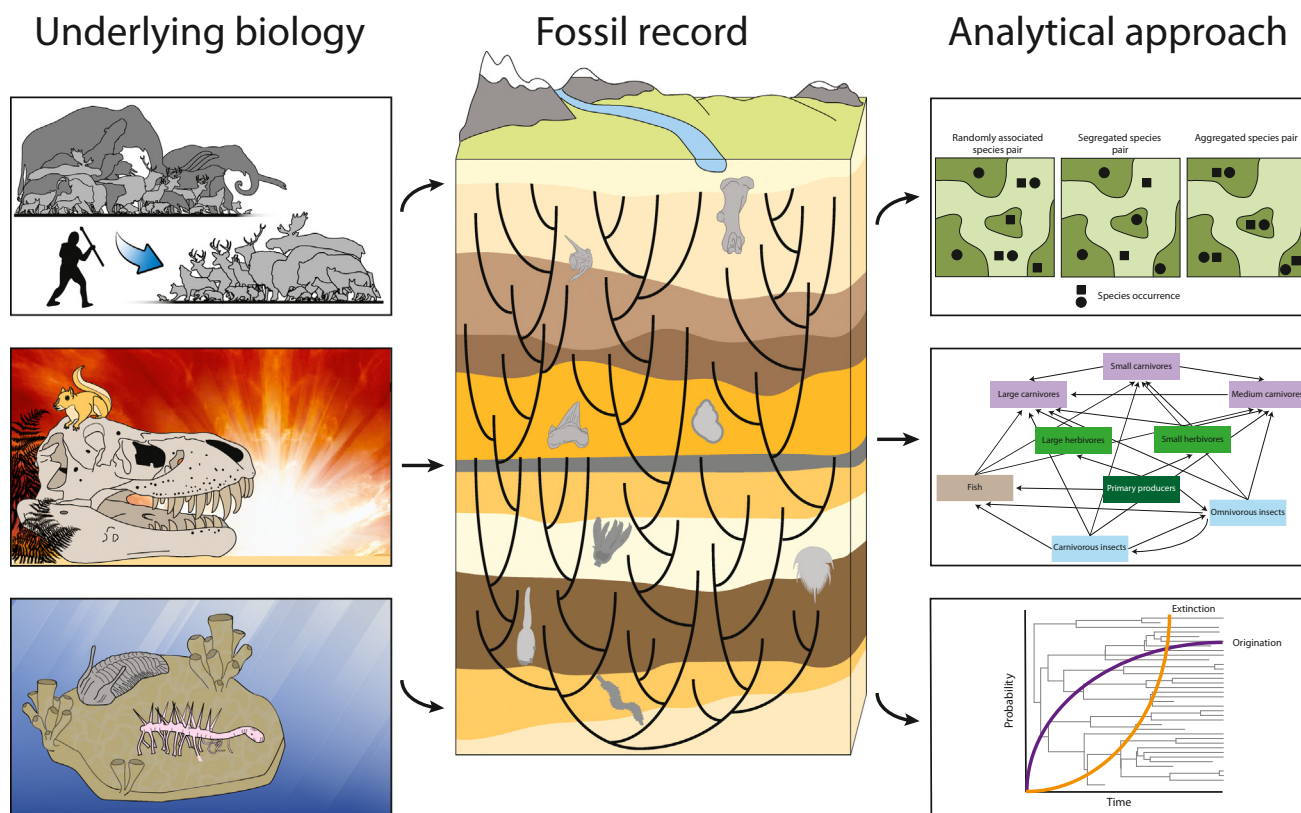 Underlying biology
Fossil record
Analytical approach
Randomly associated
species pair
Segregated species
pair
Aggregated species pair
Species occurrence
Small carnivores
Large carnivores
Medium carnivores
Large herbivores
Small herbivores
Fish
Primary producers
Omnivorous insects
Carnivorous insects
Extinction
Origination
Probability
Time